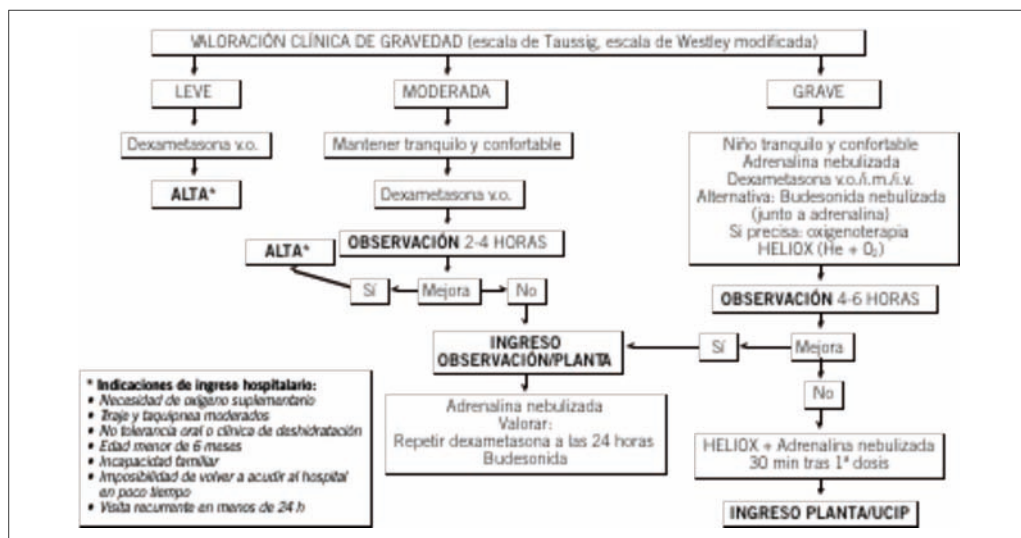 VALORACIÓN CLÍNICA DE GRAVEDAD (escala de Taussig, escala de Westley modificada)
LEVE
MODERADA
GRAVE
Dexametasona v.o.
ALTA*
Mantener tranquilo y confortable
Dexametasona v.o.
OBSERVACIÓN 2-4 HORAS
ALTA*
Sí
Mejora
No
Niño tranquilo y confortable
Adrenalina nebulizada
Dexametasona v.o./i.m./i.v.
Alternativa: Budesonida nebulizada
(junto a adrenalina)
Si precisa: oxigenoterapia
HELIOX (He + O₂)
OBSERVACIÓN 4-6 HORAS
INGRESO
OBSERVACIÓN/PLANTA
Sí
Mejora
No
Adrenalina nebulizada
Valorar:
Repetir dexametasona a las 24 horas
Budesonida
HELIOX + Adrenalina nebulizada
30 min tras 1ª dosis
INGRESO PLANTA/UCIP
* Indicaciones de ingreso hospitalario:
• Necesidad de oxígeno suplementario
• Tiraje y taquipnea moderados
• No tolerancia oral o clínica de deshidratación
• Edad menor de 6 meses
• Incapacidad familiar
• Imposibilidad de volver a acudir al hospital
en poco tiempo
• Visita recurrente en menos de 24 h